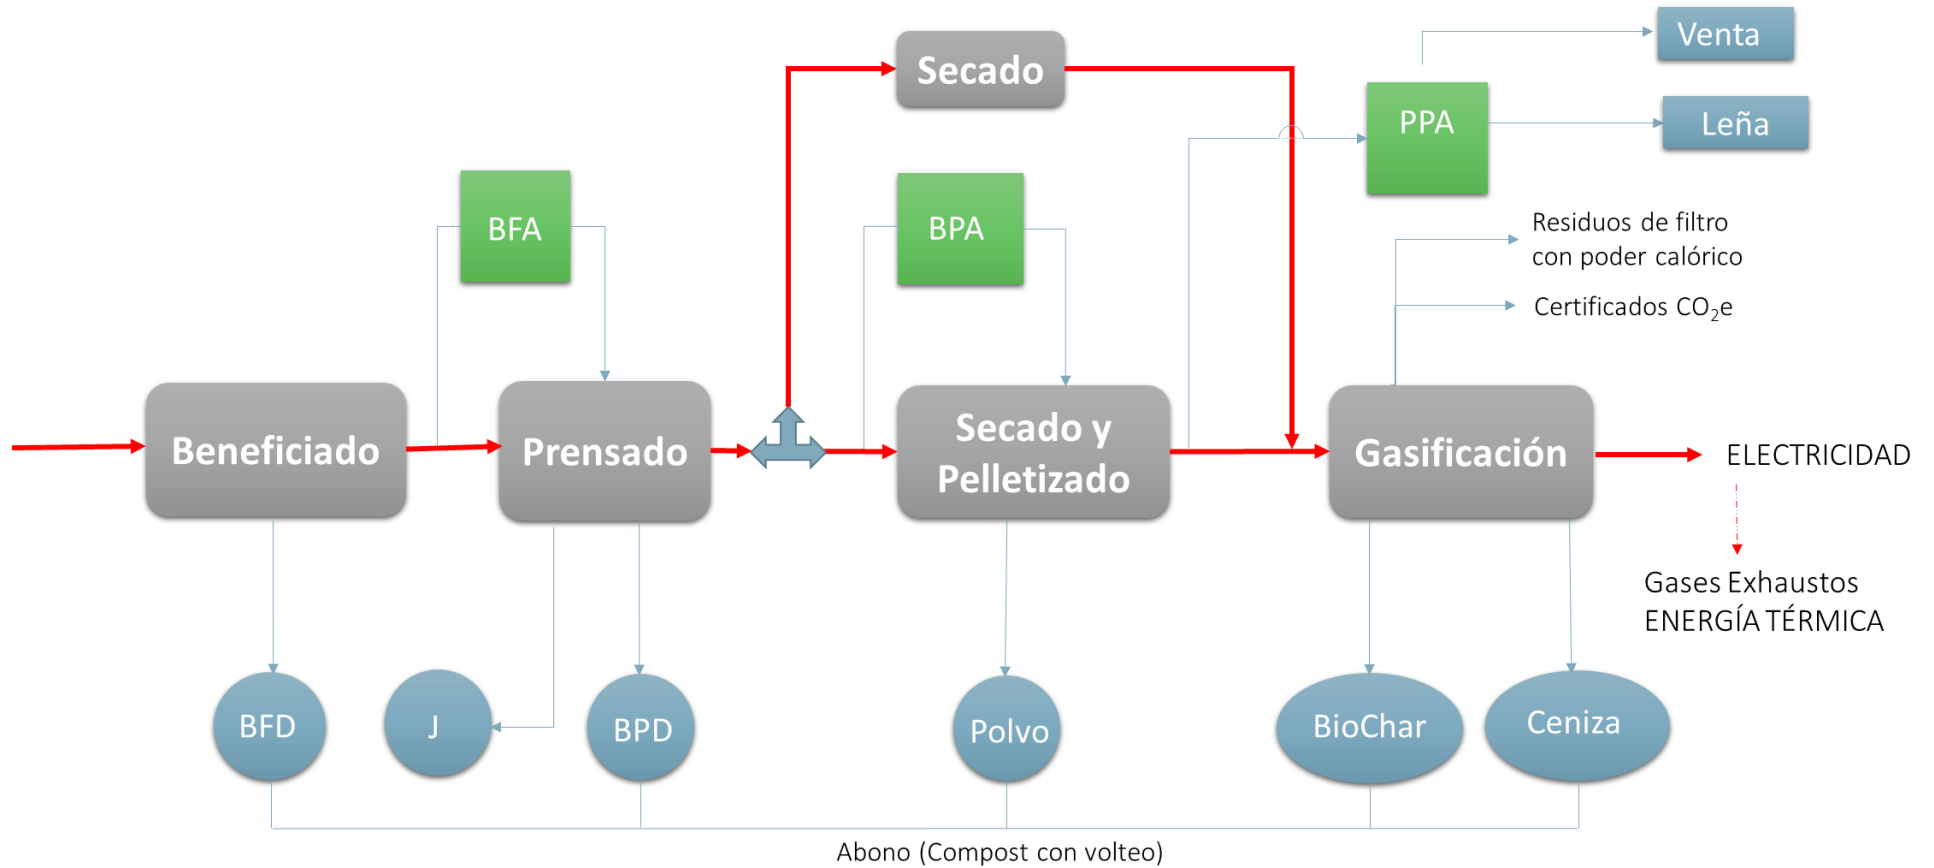 Venta
Secado
PPA
Leña
BFA
BPA
Residuos de filtro
con poder calórico
Certificados CO₂e
Beneficiado
Prensado
Secado y
Pelletizado
Gasificación
ELECTRICIDAD
Gases Exhaustos
ENERGÍA TÉRMICA
BFD
J
BPD
Polvo
BioChar
Ceniza
Abono (Compost con volteo)